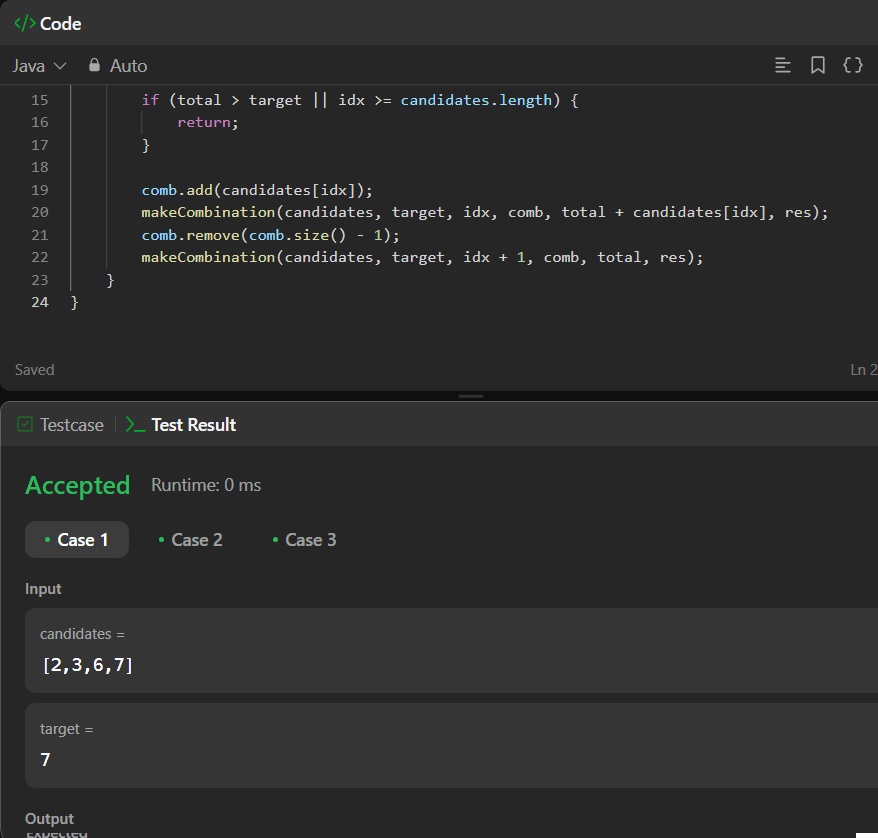 </> Code
Java Auto
15 if (total > target || idx >= candidates.length) {
16 return;
17 }
18
19 comb.add(candidates[idx]);
20 makeCombination(candidates, target, idx, comb, total + candidates[idx], res);
21 comb.remove(comb.size() - 1);
22 makeCombination(candidates, target, idx + 1, comb, total, res);
23 }
24 }
Saved Ln 2
Testcase >_ Test Result
Accepted Runtime: 0 ms
Case 1 Case 2 Case 3
Input
candidates =
[2,3,6,7]
target =
7
Output
Expected